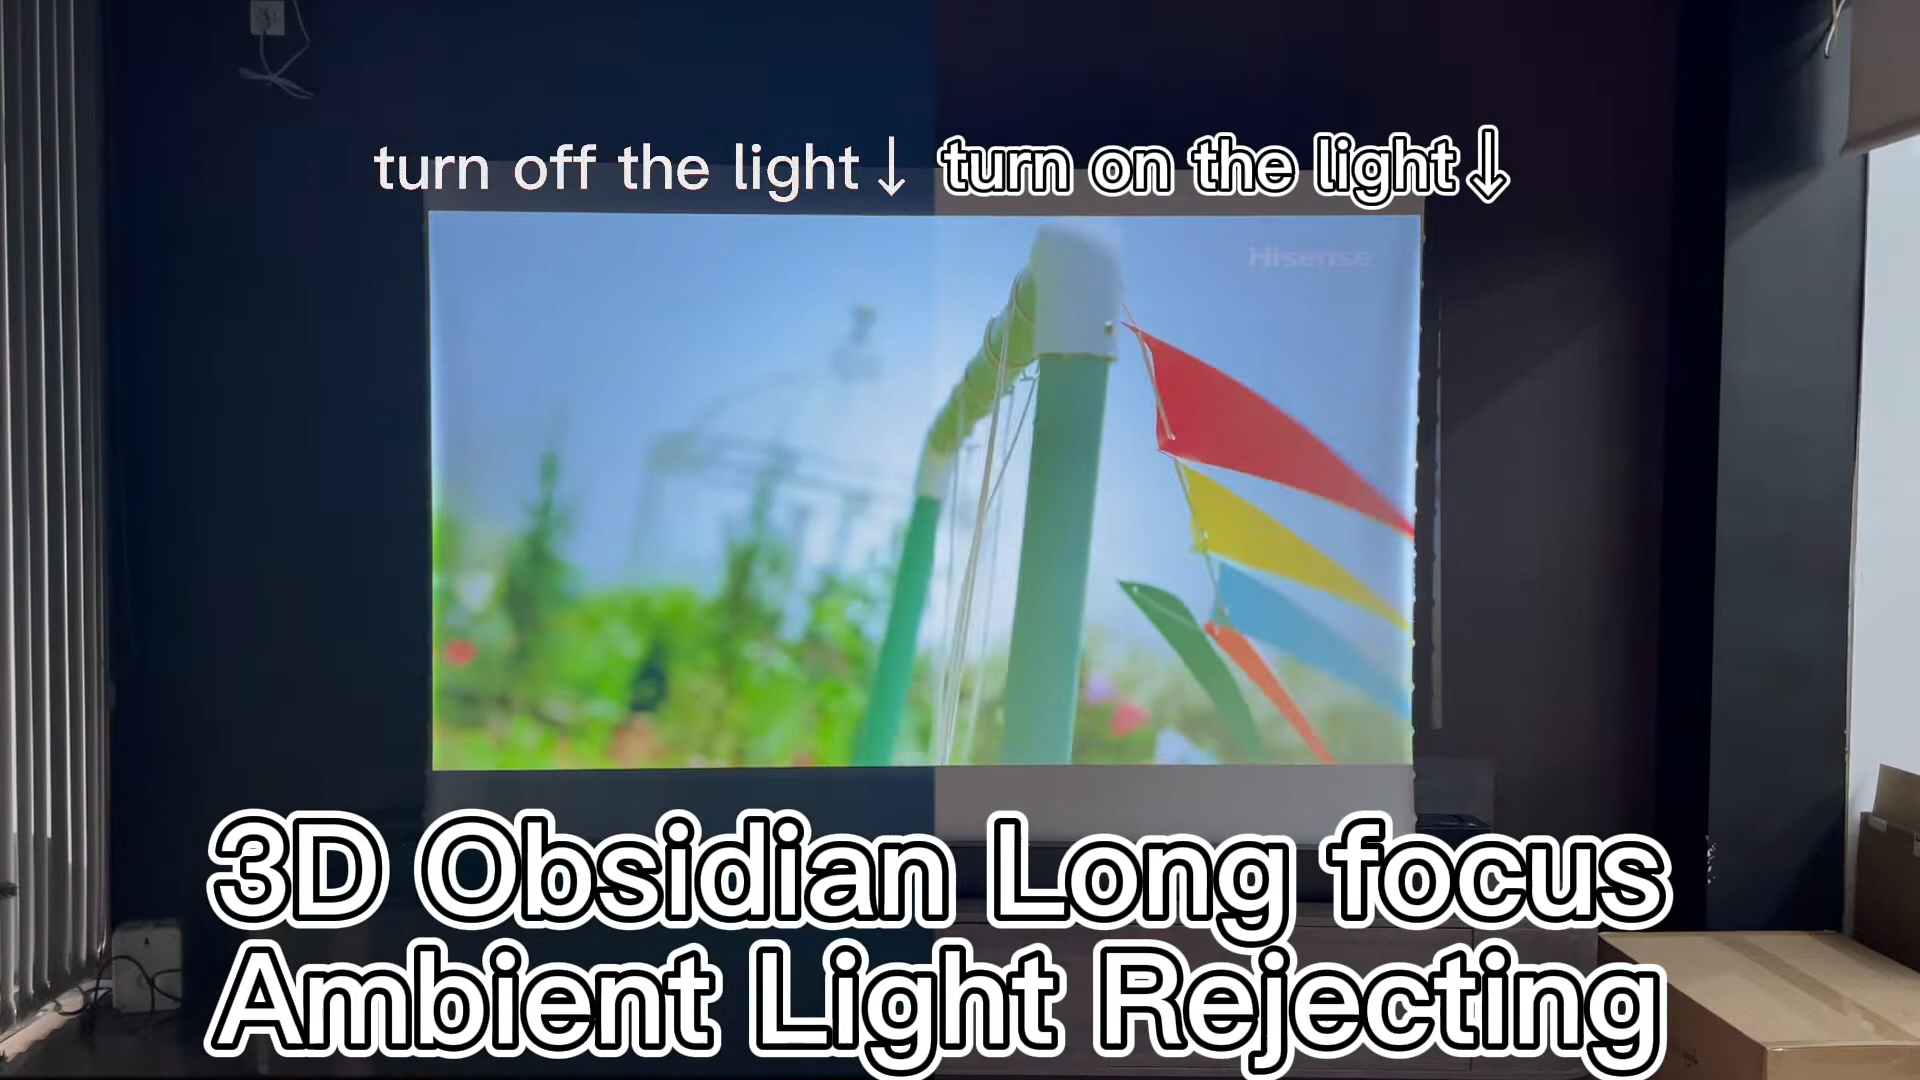 turn off the light↓ turn on the light↓
Hisense
3D Obsidian Long focus
Ambient Light Rejecting